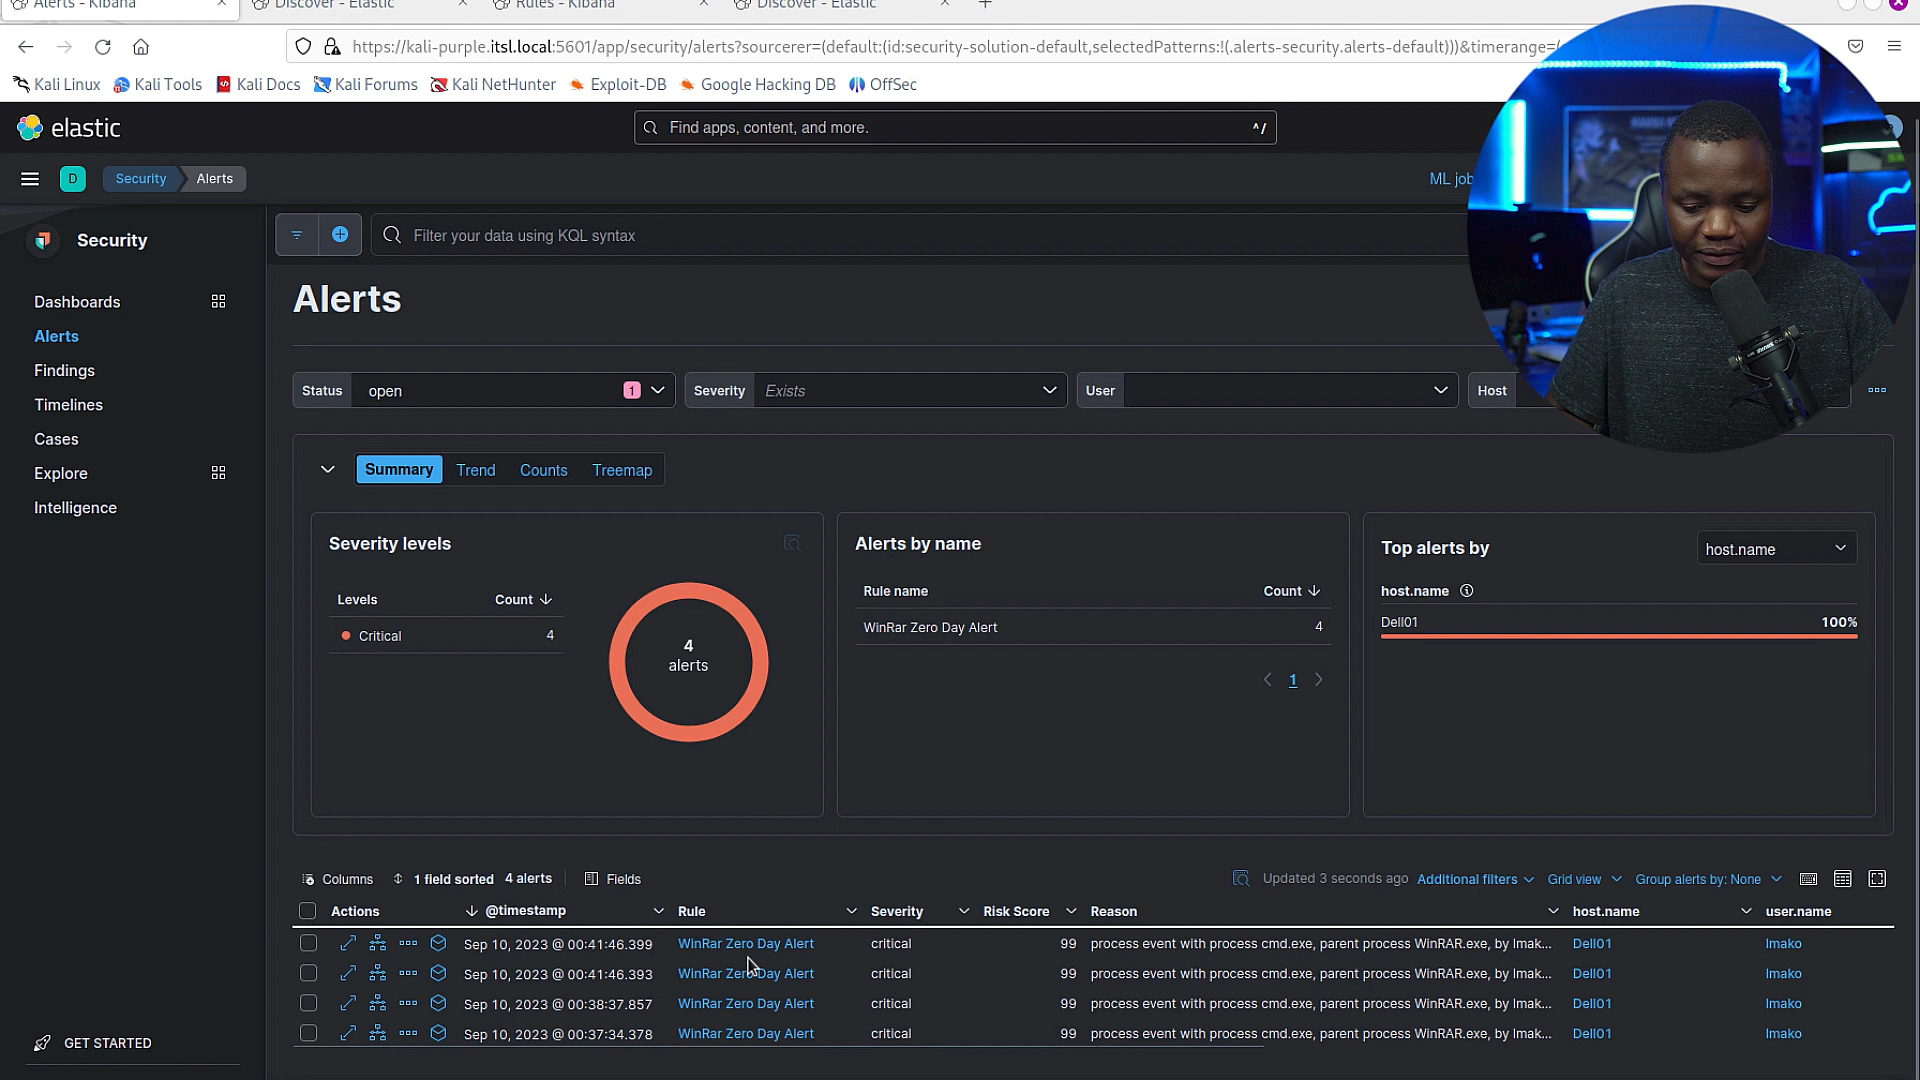 Alerts - Kibana
Discover - Elastic
Rules - Kibana
Discover - Elastic
https://kali-purple.itsl.local:5601/app/security/alerts?sourcerer=(default:(id:security-solution-default,selectedPatterns:!(.alerts-security.alerts-default)))&timerange=(
Kali Linux Kali Tools Kali Docs Kali Forums Kali NetHunter Exploit-DB Google Hacking DB OffSec
elastic
Find apps, content, and more. ^/
D Security Alerts ML job
Security
Filter your data using KQL syntax
Dashboards
Alerts
Findings
Timelines
Cases
Explore
Intelligence
GET STARTED
Alerts
Status open 1 Severity Exists User Host
Summary Trend Counts Treemap
Severity levels
Levels Count
Critical 4
4
alerts
Alerts by name
Rule name Count
WinRar Zero Day Alert 4
1
Top alerts by host.name
host.name
Dell01 100%
Columns 1 field sorted 4 alerts Fields Updated 3 seconds ago Additional filters Grid view Group alerts by: None
Actions @timestamp Rule Severity Risk Score Reason host.name user.name
Sep 10, 2023 @ 00:41:46.399 WinRar Zero Day Alert critical 99 process event with process cmd.exe, parent process WinRAR.exe, by lmak... Dell01 lmako
Sep 10, 2023 @ 00:41:46.393 WinRar Zero Day Alert critical 99 process event with process cmd.exe, parent process WinRAR.exe, by lmak... Dell01 lmako
Sep 10, 2023 @ 00:38:37.857 WinRar Zero Day Alert critical 99 process event with process cmd.exe, parent process WinRAR.exe, by lmak... Dell01 lmako
Sep 10, 2023 @ 00:37:34.378 WinRar Zero Day Alert critical 99 process event with process cmd.exe, parent process WinRAR.exe, by lmak... Dell01 lmako